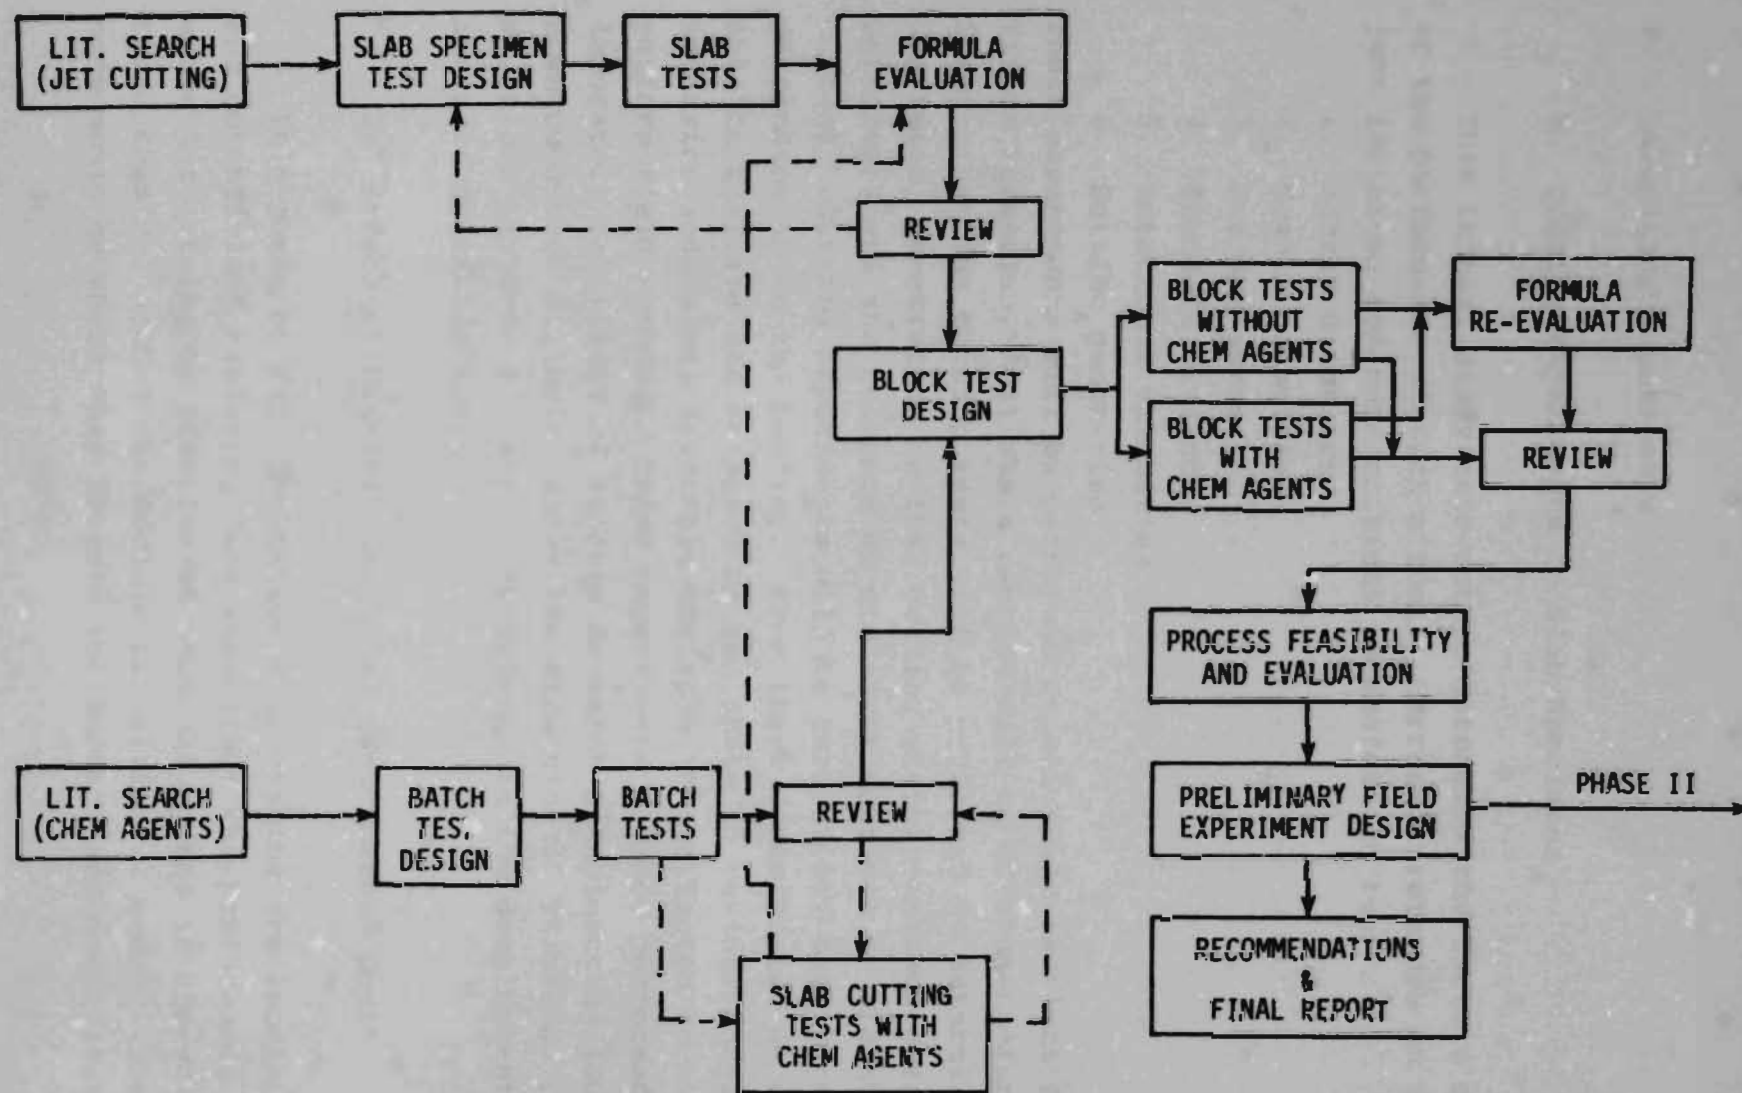 LIT. SEARCH
(JET CUTTING)
SLAB SPECIMEN
TEST DESIGN
SLAB
TESTS
FORMULA
EVALUATION
REVIEW
BLOCK TEST
DESIGN
BLOCK TESTS
WITHOUT
CHEM AGENTS
BLOCK TESTS
WITH
CHEM AGENTS
FORMULA
RE-EVALUATION
REVIEW
PROCESS FEASIBILITY
AND EVALUATION
LIT. SEARCH
(CHEM AGENTS)
BATCH
TEST
DESIGN
BATCH
TESTS
REVIEW
SLAB CUTTING
TESTS WITH
CHEM AGENTS
PRELIMINARY FIELD
EXPERIMENT DESIGN
PHASE II
RECOMMENDATIONS
&
FINAL REPORT